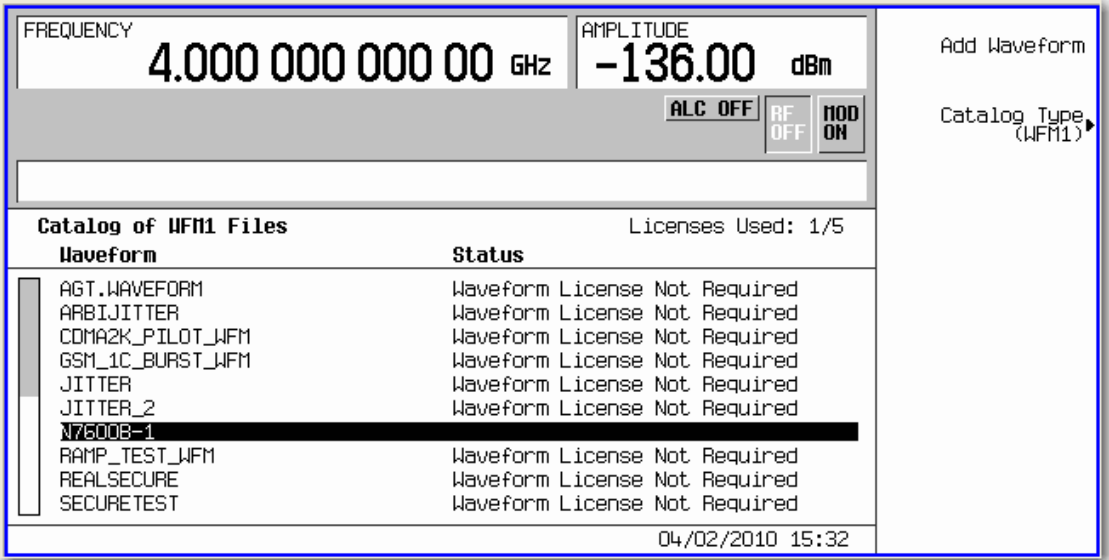 FREQUENCY
4.000 000 000 00 GHz
AMPLITUDE
-136.00 dBm
ALC OFF
RF OFF
MOD ON
Add Waveform
Catalog Type
(WFM1)
Catalog of WFM1 Files Licenses Used: 1/5
Waveform Status
AGT.WAVEFORM Waveform License Not Required
ARBIJITTER Waveform License Not Required
CDMA2K_PILOT_WFM Waveform License Not Required
GSM_1C_BURST_WFM Waveform License Not Required
JITTER Waveform License Not Required
JITTER_2 Waveform License Not Required
N7600B-1
RAMP_TEST_WFM Waveform License Not Required
REALSECURE Waveform License Not Required
SECURETEST Waveform License Not Required
04/02/2010 15:32